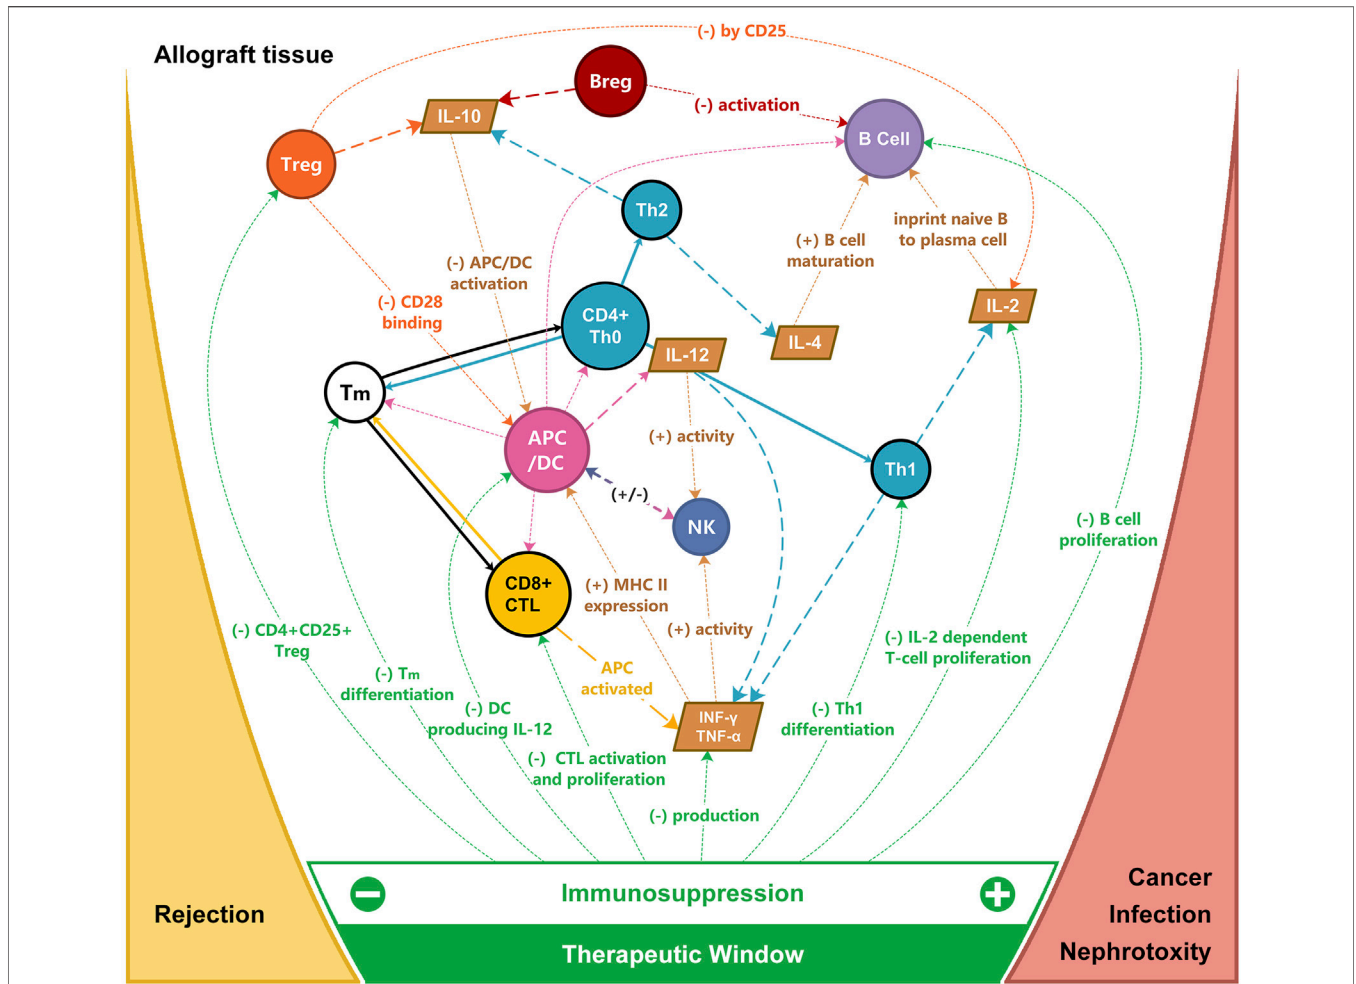 Allograft tissue
(-) by CD25
Breg
IL-10
(-) activation
B Cell
Treg
Th2
inprint naive B
to plasma cell
(+) B cell
maturation
(-) APC/DC
activation
(-) CD28
binding
CD4+
Th0
IL-2
IL-4
IL-12
Tm
APC
/DC
(+) activity
Th1
(+/-)
NK
(-) B cell
proliferation
CD8+
CTL
(+) MHC II
expression
(+) activity
(-) CD4+CD25+
Treg
(-) IL-2 dependent
T-cell proliferation
(-) Tm
differentiation
APC
activated
(-) DC
producing IL-12
INF-γ
TNF-α
(-) Th1
differentiation
(-) CTL activation
and proliferation
(-) production
Immunosuppression
Therapeutic Window
Rejection
Cancer
Infection
Nephrotoxity